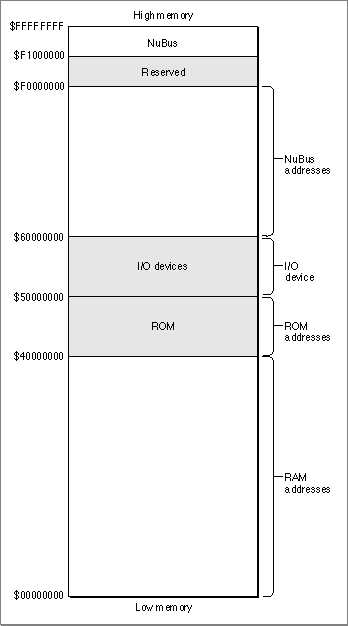 High memory
$FFFFFFFF
NuBus
$F1000000
Reserved
$F0000000
NuBus
addresses
$60000000
I/O devices
I/O
device
$50000000
ROM
ROM
addresses
$40000000
RAM
addresses
$00000000
Low memory